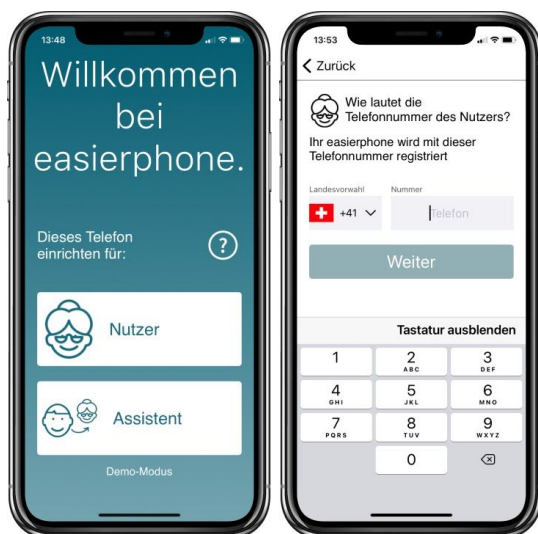 13:48
Willkommen
bei
easierphone.
Dieses Telefon
einrichten für:
?
Nutzer
Assistent
Demo-Modus
13:53
Zurück
Wie lautet die
Telefonnummer des Nutzers?
Ihr easierphone wird mit dieser
Telefonnummer registriert
Landesvorwahl Nummer
+41 Telefon
Weiter
Tastatur ausblenden
1 2 3
ABC DEF
4 5 6
GHI JKL MNO
7 8 9
PQRS TUV WXYZ
0